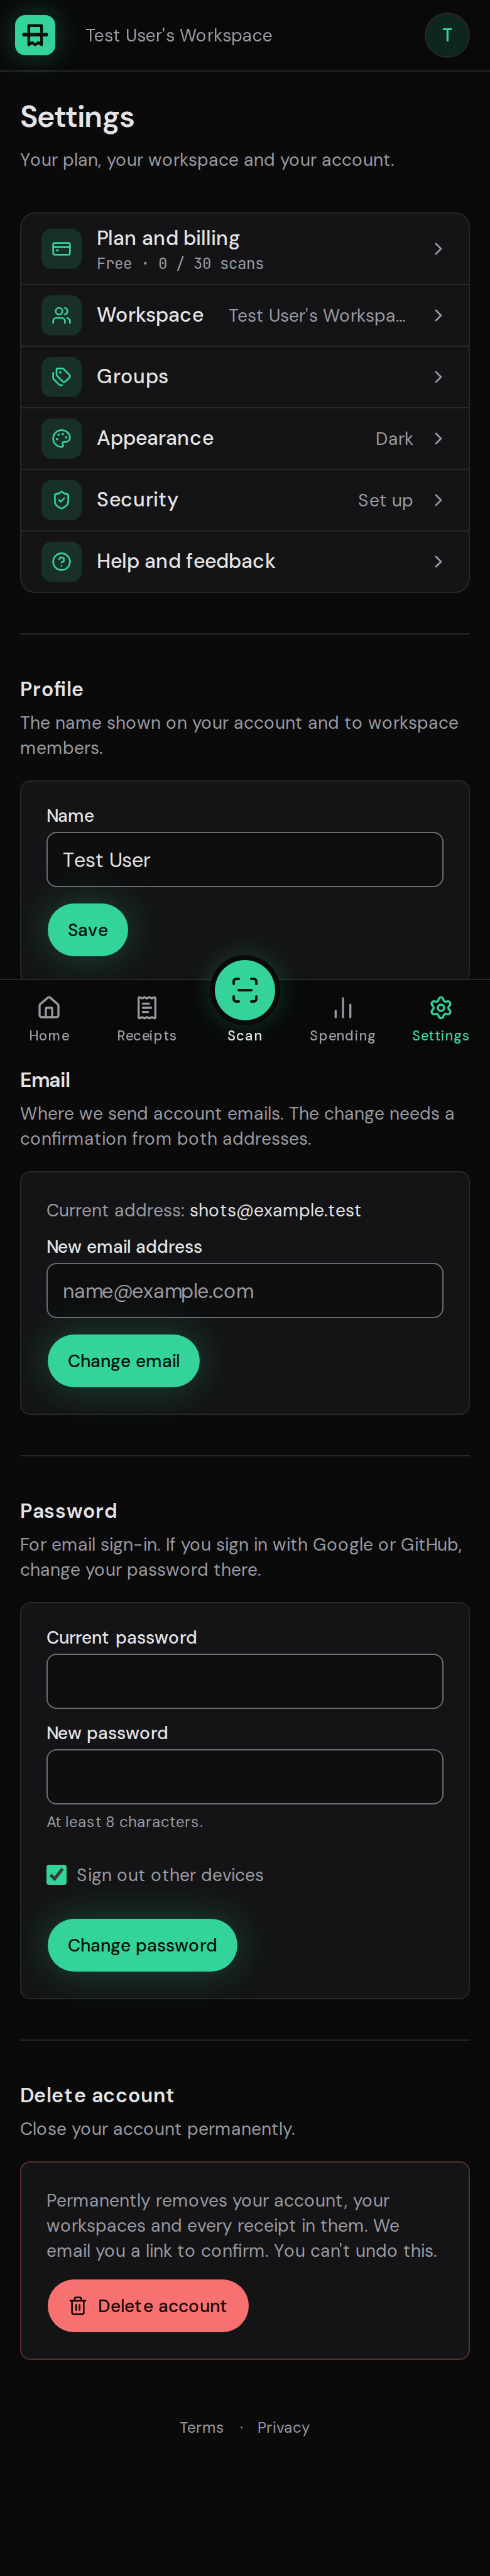 Test User's Workspace
T
Settings
Your plan, your workspace and your account.
Plan and billing
Free · 0 / 30 scans
Workspace Test User's Workspa...
Groups
Appearance Dark
Security Set up
Help and feedback
Profile
The name shown on your account and to workspace
members.
Name
Test User
Save
Home Receipts Scan Spending Settings
Email
Where we send account emails. The change needs a
confirmation from both addresses.
Current address: shots@example.test
New email address
name@example.com
Change email
Password
For email sign-in. If you sign in with Google or GitHub,
change your password there.
Current password
New password
At least 8 characters.
Sign out other devices
Change password
Delete account
Close your account permanently.
Permanently removes your account, your
workspaces and every receipt in them. We
email you a link to confirm. You can't undo this.
Delete account
Terms · Privacy